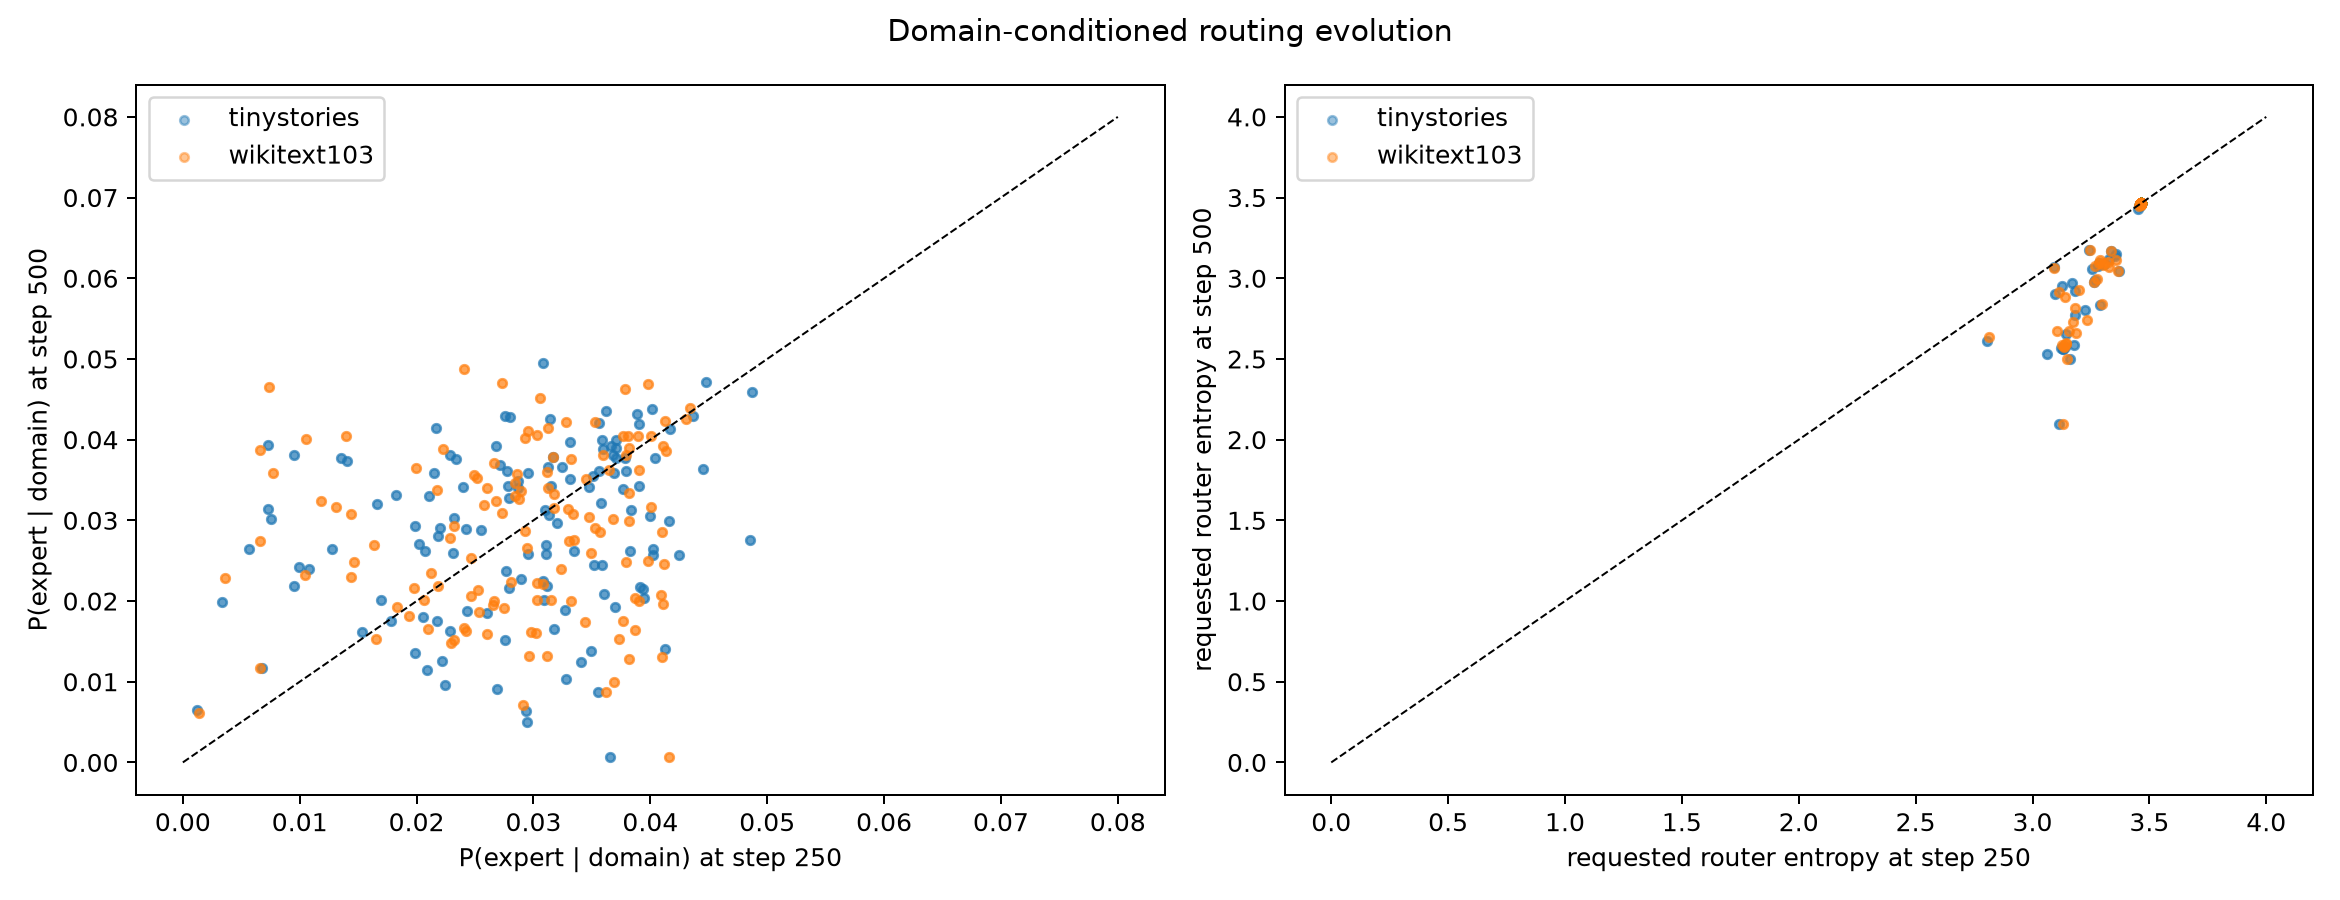 Domain-conditioned routing evolution
tinystories
wikitext103
0.08
0.07
0.06
0.05
0.04
0.03
0.02
0.01
0.00
P(expert | domain) at step 500
0.00 0.01 0.02 0.03 0.04 0.05 0.06 0.07 0.08
P(expert | domain) at step 250
tinystories
wikitext103
4.0
3.5
3.0
2.5
2.0
1.5
1.0
0.5
0.0
requested router entropy at step 500
0.0 0.5 1.0 1.5 2.0 2.5 3.0 3.5 4.0
requested router entropy at step 250